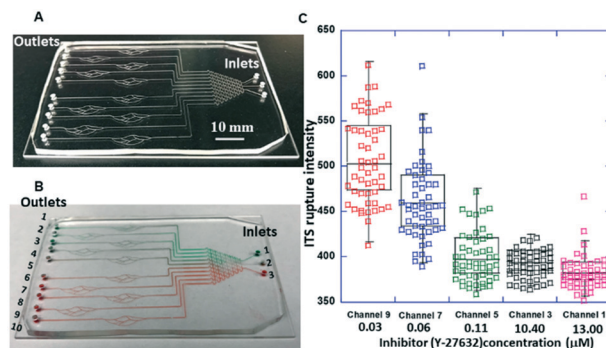 A
Outlets
Inlets
10 mm
B
Outlets
1
2
3
4
5
6
7
8
9
10
Inlets
1
2
3
C
ITS rupture intensity
650
600
550
500
450
400
350
Channel 9 Channel 7 Channel 5 Channel 3 Channel 1
0.03 0.06 0.11 10.40 13.00
Inhibitor (Y-27632)concentration (μM)